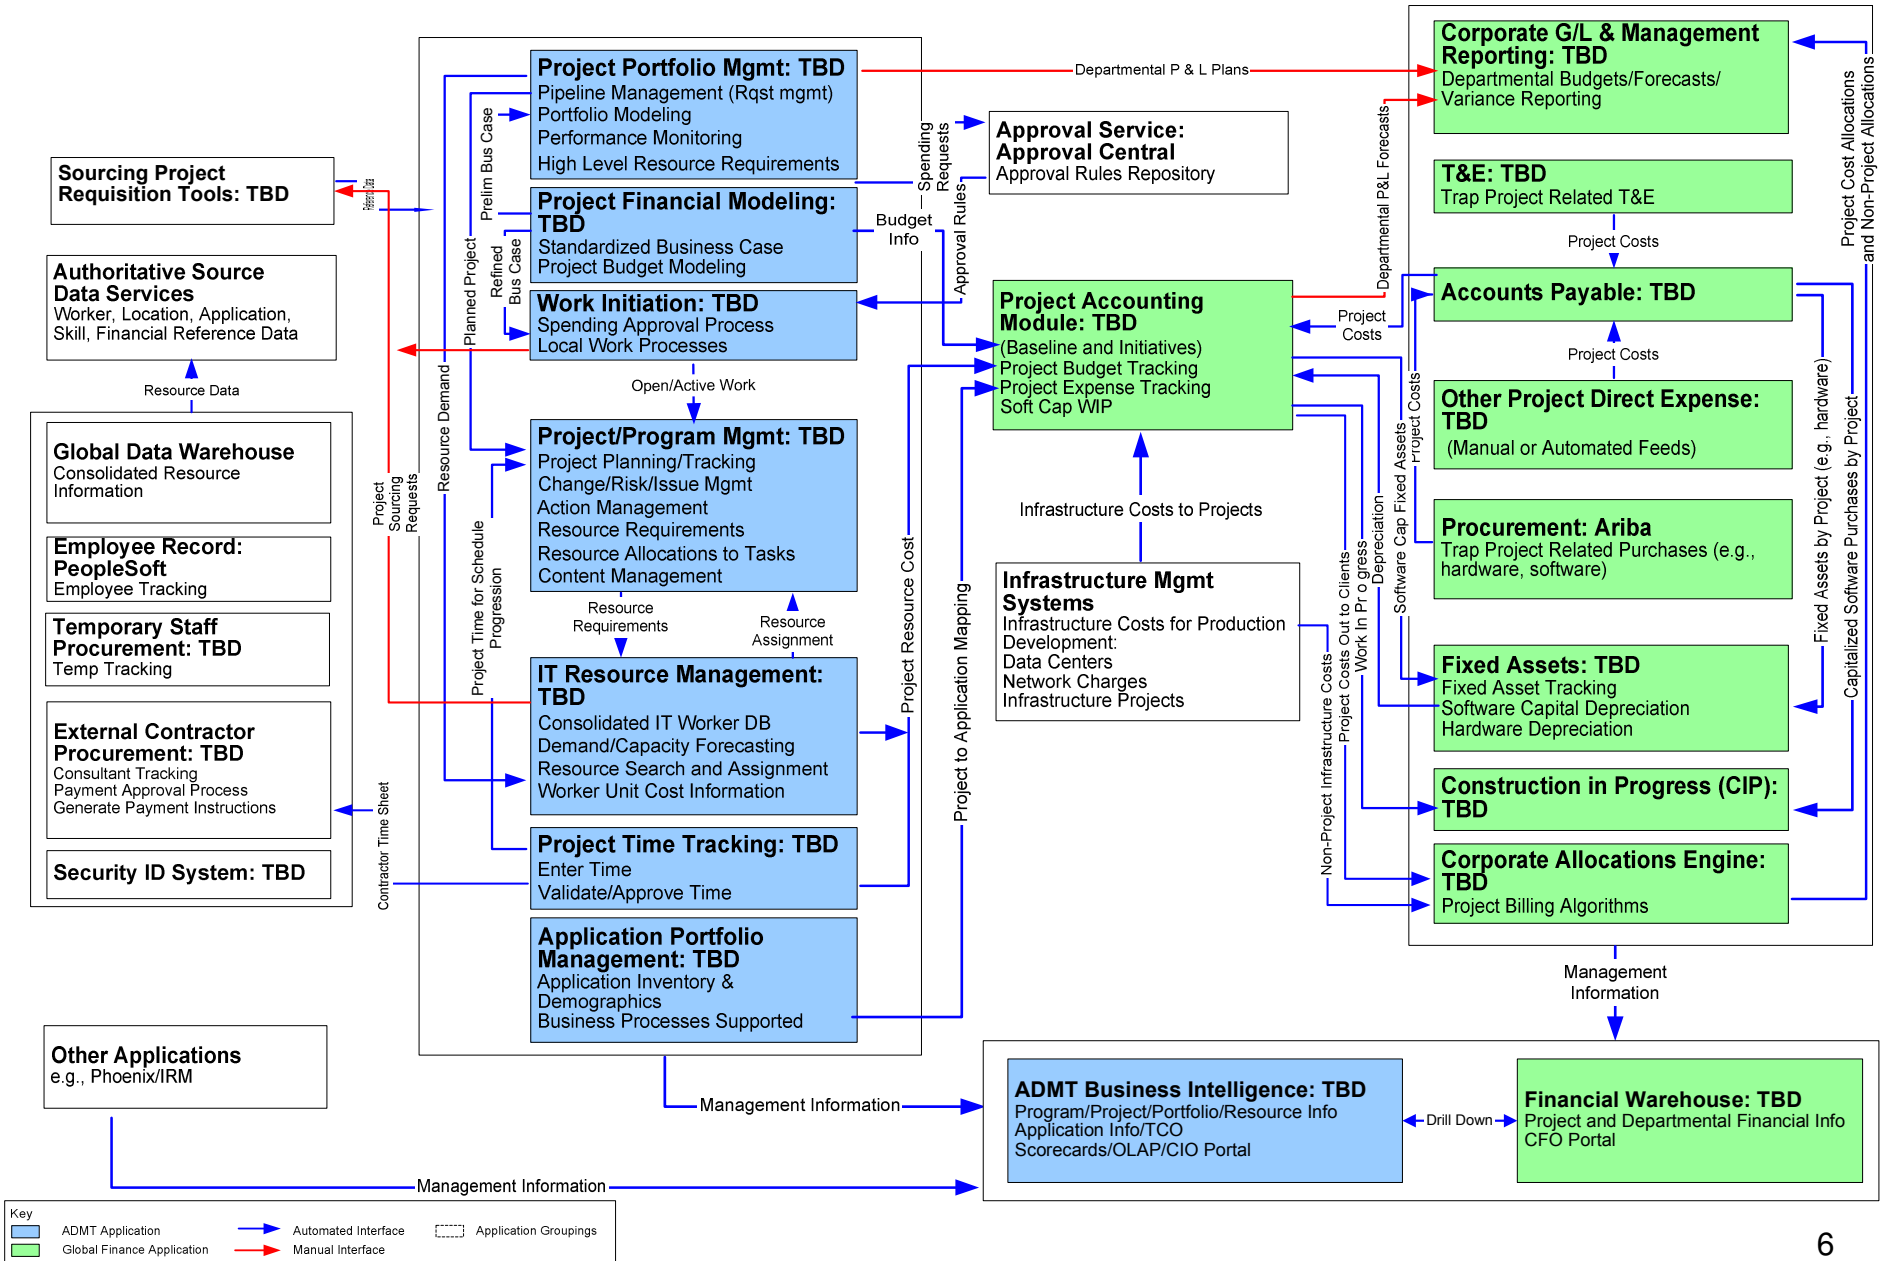 Project Portfolio Mgmt: TBD
Pipeline Management (Rqst mgmt)
Portfolio Modeling
Performance Monitoring
High Level Resource Requirements
Project Financial Modeling:
TBD
Standardized Business Case
Project Budget Modeling
Work Initiation: TBD
Spending Approval Process
Local Work Processes
Open/Active Work
Project/Program Mgmt: TBD
Project Planning/Tracking
Change/Risk/Issue Mgmt
Action Management
Resource Requirements
Resource Allocations to Tasks
Content Management
Resource
Requirements
Resource
Assignment
IT Resource Management:
TBD
Consolidated IT Worker DB
Demand/Capacity Forecasting
Resource Search and Assignment
Worker Unit Cost Information
Project Time Tracking: TBD
Enter Time
Validate/Approve Time
Application Portfolio
Management: TBD
Application Inventory &
Demographics
Business Processes Supported
Sourcing Project
Requisition Tools: TBD
Authoritative Source
Data Services
Worker, Location, Application,
Skill, Financial Reference Data
Resource Data
Global Data Warehouse
Consolidated Resource
Information
Employee Record:
PeopleSoft
Employee Tracking
Temporary Staff
Procurement: TBD
Temp Tracking
External Contractor
Procurement: TBD
Consultant Tracking
Payment Approval Process
Generate Payment Instructions
Security ID System: TBD
Other Applications
e.g., Phoenix/IRM
Project
Sourcing
Requests
Contractor Time Sheet
Resource Demand
Planned Project
Prelim Bus Case
Refined
Bus Case
Project Time for Schedule
Progression
Departmental P & L Plans
Spending
Requests
Approval Service:
Approval Central
Approval Rules Repository
Approval Rules
Budget
Info
Project Accounting
Module: TBD
(Baseline and Initiatives)
Project Budget Tracking
Project Expense Tracking
Soft Cap WIP
Infrastructure Costs to Projects
Infrastructure Mgmt
Systems
Infrastructure Costs for Production
Development:
Data Centers
Network Charges
Infrastructure Projects
Project Resource Cost
Project to Application Mapping
Departmental P&L Forecasts
Project
Costs
Project Costs
Software Cap Fixed Assets
Depreciation
Work In Pr o gress
Project Costs Out to Clients
Non-Project Infrastructure Costs
Corporate G/L & Management
Reporting: TBD
Departmental Budgets/Forecasts/
Variance Reporting
T&E: TBD
Trap Project Related T&E
Project Costs
Accounts Payable: TBD
Project Costs
Other Project Direct Expense:
TBD
(Manual or Automated Feeds)
Procurement: Ariba
Trap Project Related Purchases (e.g.,
hardware, software)
Fixed Assets: TBD
Fixed Asset Tracking
Software Capital Depreciation
Hardware Depreciation
Construction in Progress (CIP):
TBD
Corporate Allocations Engine:
TBD
Project Billing Algorithms
Project Cost Allocations
and Non-Project Allocations
Fixed Assets by Project (e.g., hardware)
Capitalized Software Purchases by Project
Management
Information
Management Information
Management Information
ADMT Business Intelligence: TBD
Program/Project/Portfolio/Resource Info
Application Info/TCO
Scorecards/OLAP/CIO Portal
Drill Down
Financial Warehouse: TBD
Project and Departmental Financial Info
CFO Portal
Key
ADMT Application
Automated Interface
Application Groupings
Global Finance Application
Manual Interface
6